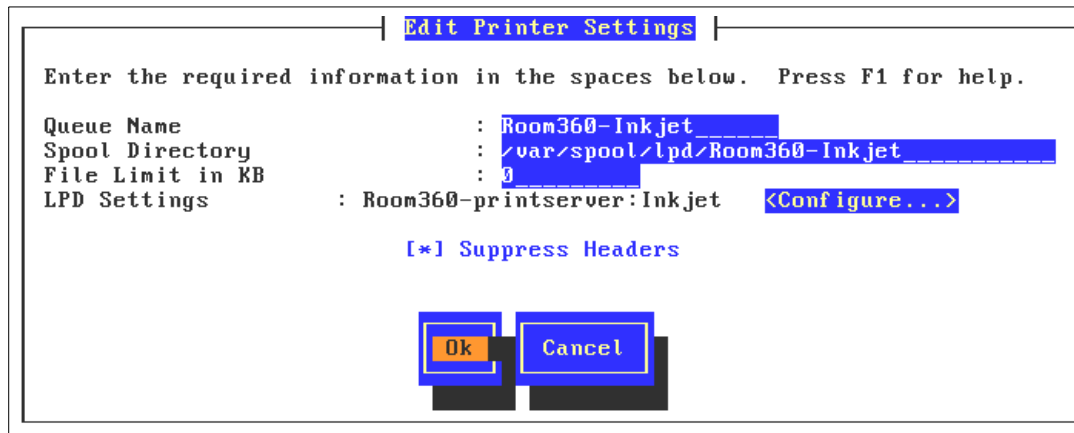 Edit Printer Settings
Enter the required information in the spaces below.  Press F1 for help.
Queue Name : Room360-Inkjet______
Spool Directory : /var/spool/lpd/Room360-Inkjet___________
File Limit in KB : 0_________
LPD Settings : Room360-printserver:Inkjet <Configure...>
[*] Suppress Headers
Ok Cancel